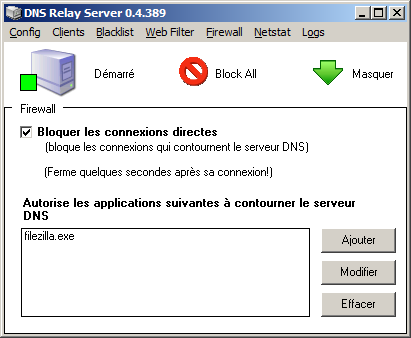 DNS Relay Server 0.4.389
Config Clients Blacklist Web Filter Firewall Netstat Logs
Démarré Block All Masquer
Firewall
Bloquer les connexions directes
(bloque les connexions qui contournent le serveur DNS)
(Ferme quelques secondes après sa connexion!)
Autorise les applications suivantes à contourner le serveur
DNS
filezilla.exe
Ajouter
Modifier
Effacer